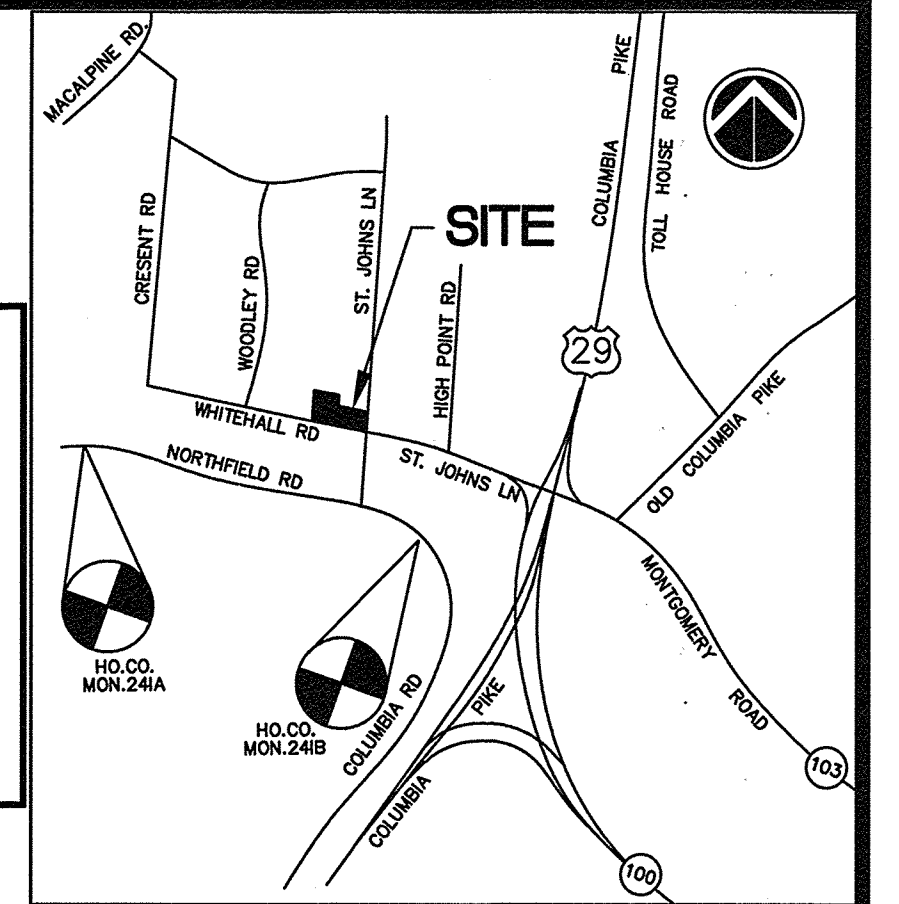 MACALPINE RD.
CRESENT RD
WOODLEY RD
ST. JOHNS LN
SITE
HIGH POINT RD
COLUMBIA PIKE
TOLL HOUSE ROAD
29
OLD COLUMBIA PIKE
WHITEHALL RD
NORTHFIELD RD
ST. JOHNS LN
MONTGOMERY ROAD
HO.CO.
MON.241A
HO.CO.
MON.241B
COLUMBIA RD
COLUMBIA PIKE
103
100